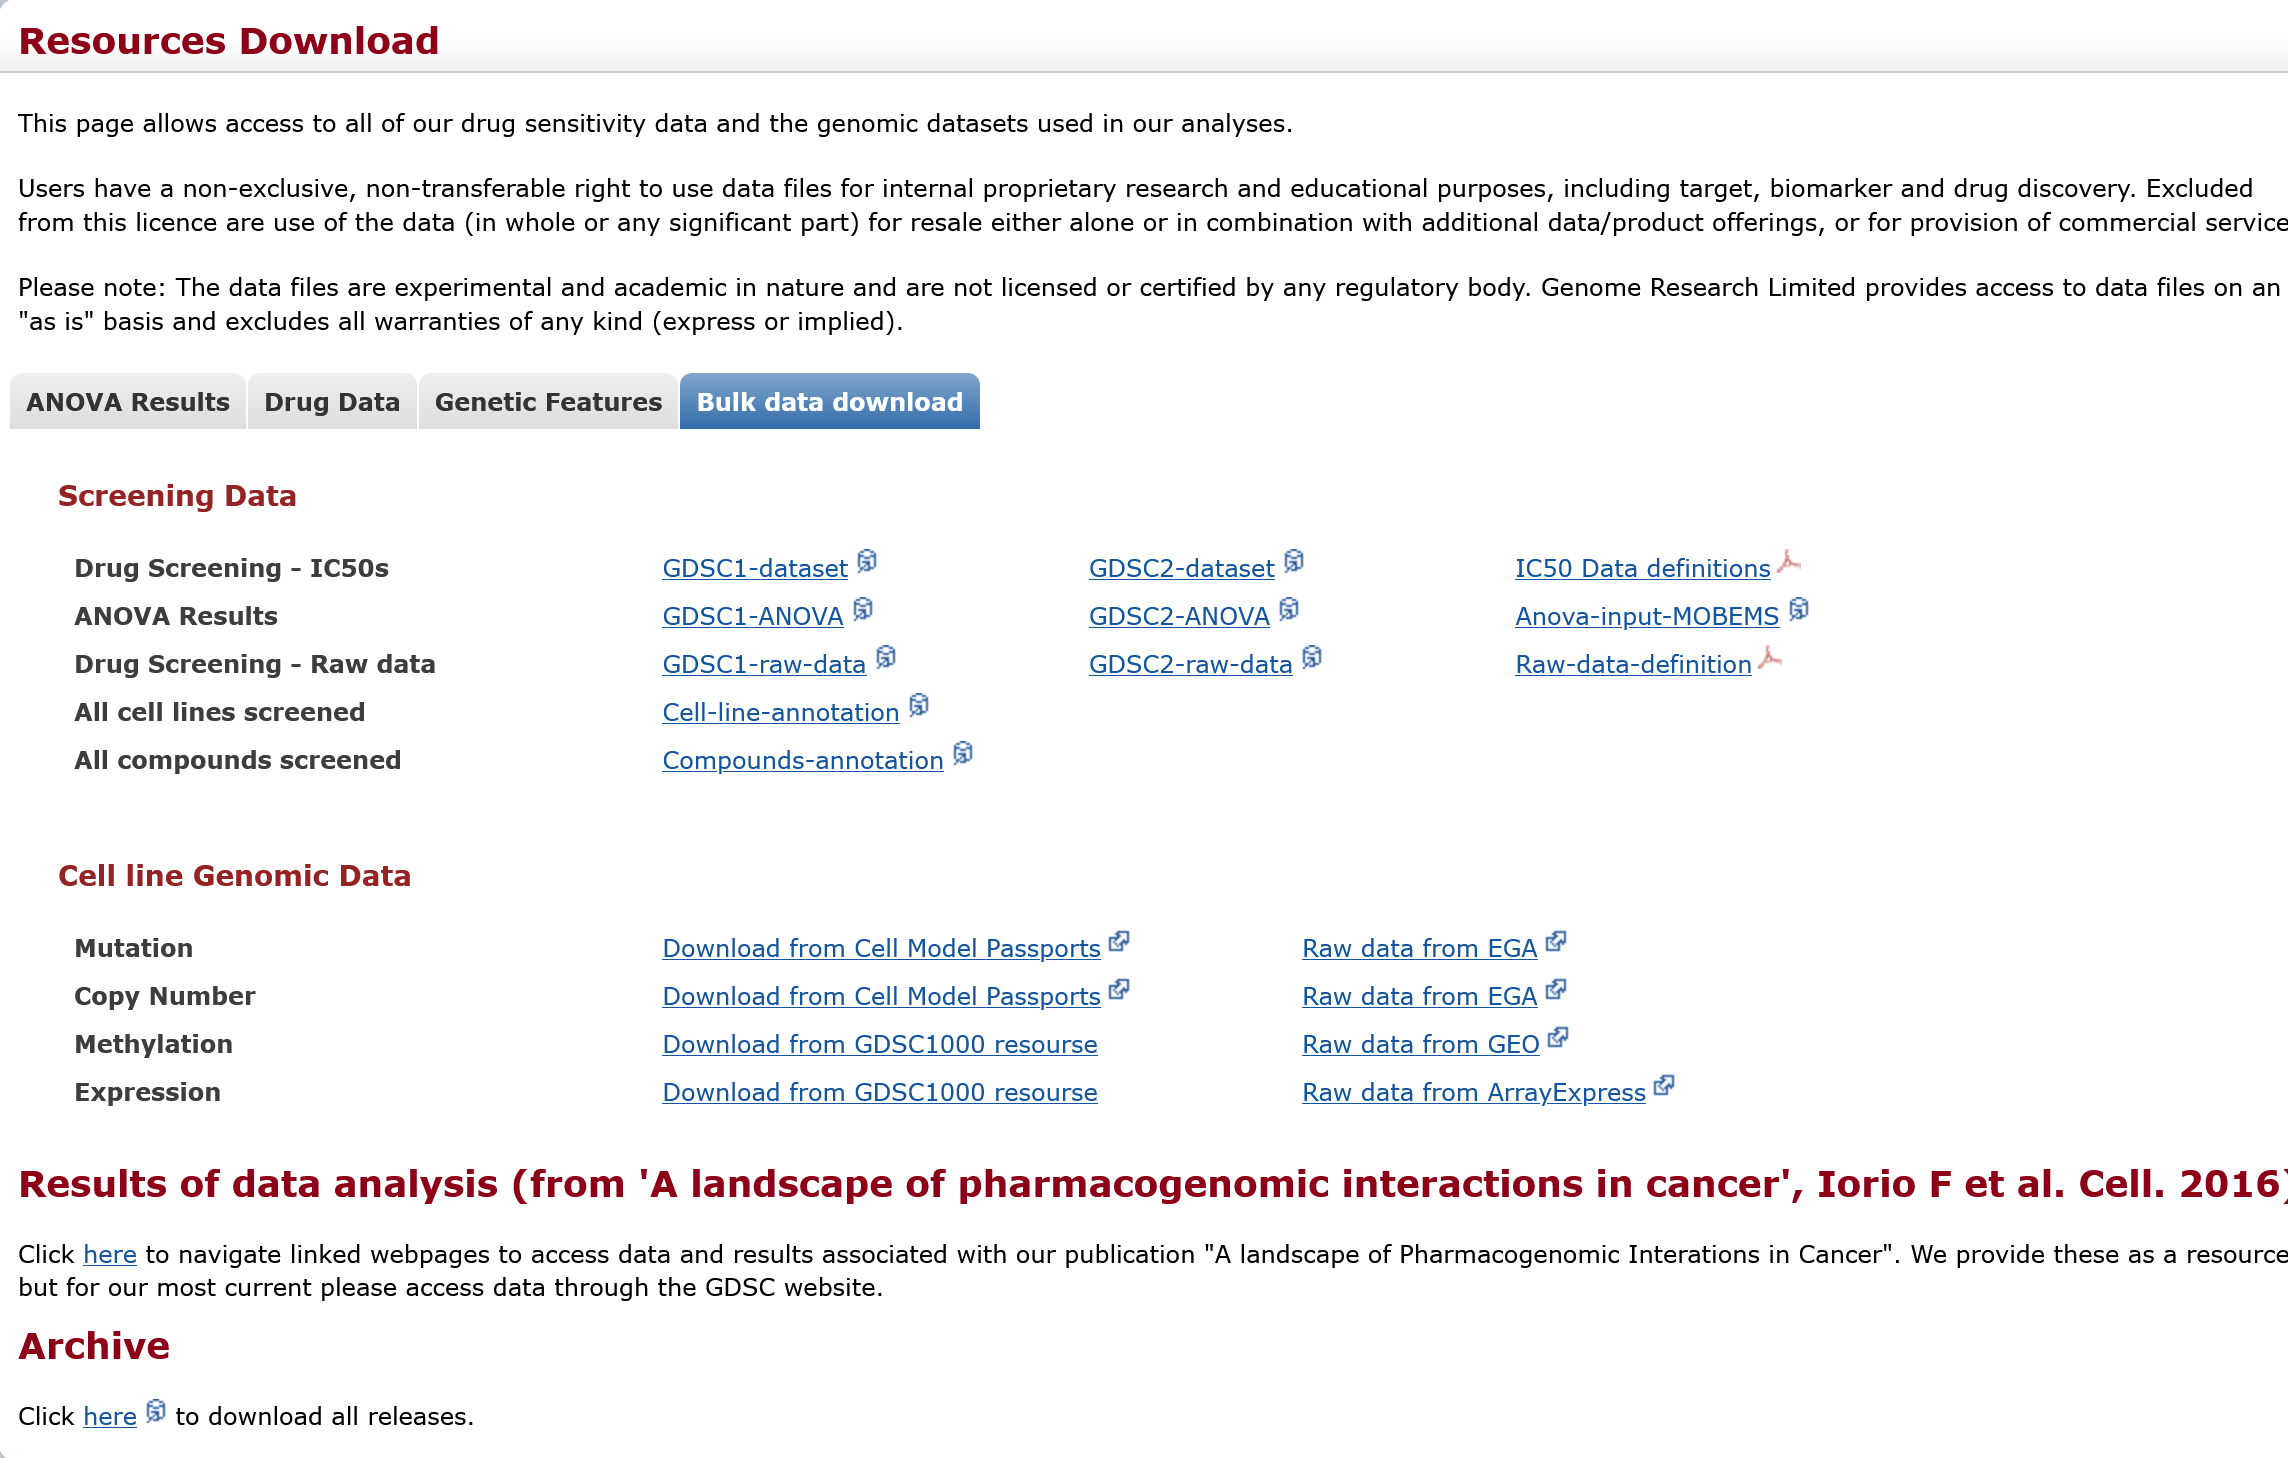 Resources Download
This page allows access to all of our drug sensitivity data and the genomic datasets used in our analyses.
Users have a non-exclusive, non-transferable right to use data files for internal proprietary research and educational purposes, including target, biomarker and drug discovery. Excluded
from this licence are use of the data (in whole or any significant part) for resale either alone or in combination with additional data/product offerings, or for provision of commercial service
Please note: The data files are experimental and academic in nature and are not licensed or certified by any regulatory body. Genome Research Limited provides access to data files on an
"as is" basis and excludes all warranties of any kind (express or implied).
ANOVA Results Drug Data Genetic Features Bulk data download
Screening Data
Drug Screening - IC50s GDSC1-dataset GDSC2-dataset IC50 Data definitions
ANOVA Results GDSC1-ANOVA GDSC2-ANOVA Anova-input-MOBEMS
Drug Screening - Raw data GDSC1-raw-data GDSC2-raw-data Raw-data-definition
All cell lines screened Cell-line-annotation
All compounds screened Compounds-annotation
Cell line Genomic Data
Mutation Download from Cell Model Passports Raw data from EGA
Copy Number Download from Cell Model Passports Raw data from EGA
Methylation Download from GDSC1000 resourse Raw data from GEO
Expression Download from GDSC1000 resourse Raw data from ArrayExpress
Results of data analysis (from 'A landscape of pharmacogenomic interactions in cancer', Iorio F et al. Cell. 2016)
Click here to navigate linked webpages to access data and results associated with our publication "A landscape of Pharmacogenomic Interations in Cancer". We provide these as a resource
but for our most current please access data through the GDSC website.
Archive
Click here to download all releases.